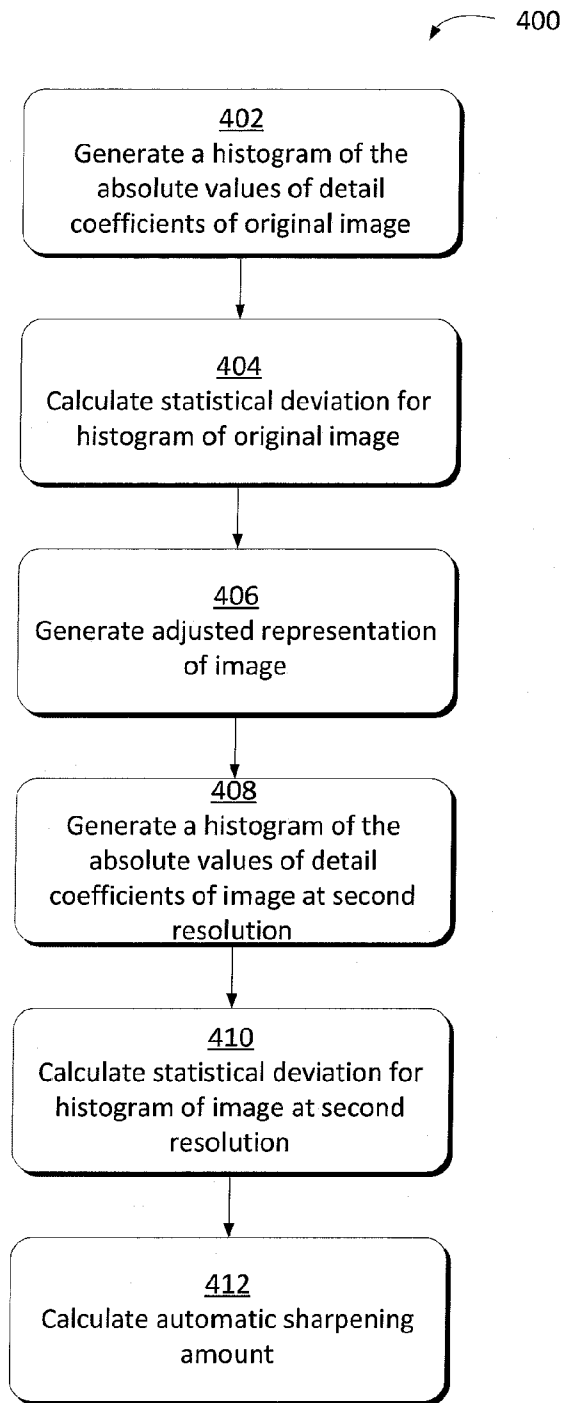 400
402
Generate a histogram of the
absolute values of detail
coefficients of original image
404
Calculate statistical deviation for
histogram of original image
406
Generate adjusted representation
of image
408
Generate a histogram of the
absolute values of detail
coefficients of image at second
resolution
410
Calculate statistical deviation for
histogram of image at second
resolution
412
Calculate automatic sharpening
amount